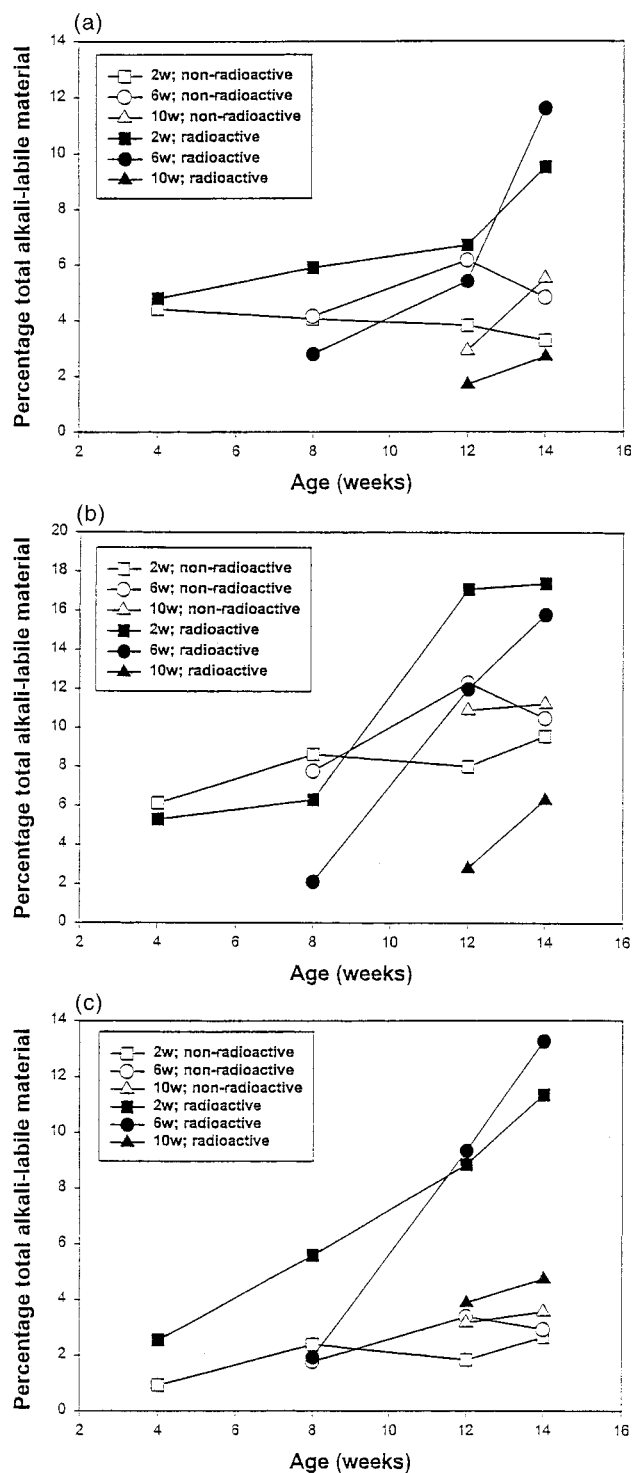 (a)
14
12
10
8
6
4
2
0
Percentage total alkali-labile material
2w; non-radioactive
6w; non-radioactive
10w; non-radioactive
2w; radioactive
6w; radioactive
10w; radioactive
2 4 6 8 10 12 14 16
Age (weeks)
(b)
20
18
16
14
12
10
8
6
4
2
0
Percentage total alkali-labile material
2w; non-radioactive
6w; non-radioactive
10w; non-radioactive
2w; radioactive
6w; radioactive
10w; radioactive
2 4 6 8 10 12 14 16
Age (weeks)
(c)
14
12
10
8
6
4
2
0
Percentage total alkali-labile material
2w; non-radioactive
6w; non-radioactive
10w; non-radioactive
2w; radioactive
6w; radioactive
10w; radioactive
2 4 6 8 10 12 14 16
Age (weeks)